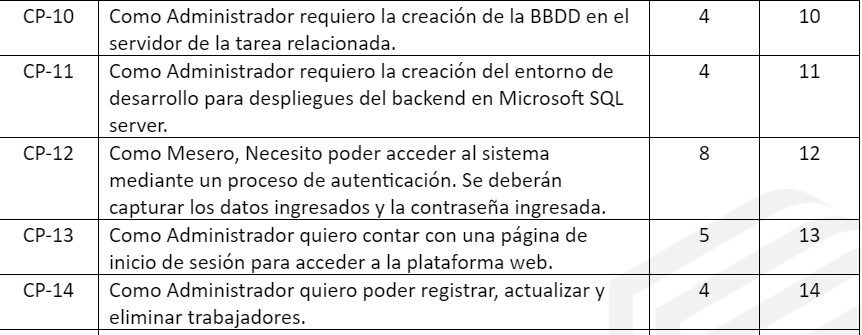 CP-10 Como Administrador requiero la creación de la BBDD en el 4 10
servidor de la tarea relacionada.
CP-11 Como Administrador requiero la creación del entorno de 4 11
desarrollo para despliegues del backend en Microsoft SQL
server.
CP-12 Como Mesero, Necesito poder acceder al sistema 8 12
mediante un proceso de autenticación. Se deberán
capturar los datos ingresados y la contraseña ingresada.
CP-13 Como Administrador quiero contar con una página de 5 13
inicio de sesión para acceder a la plataforma web.
CP-14 Como Administrador quiero poder registrar, actualizar y 4 14
eliminar trabajadores.